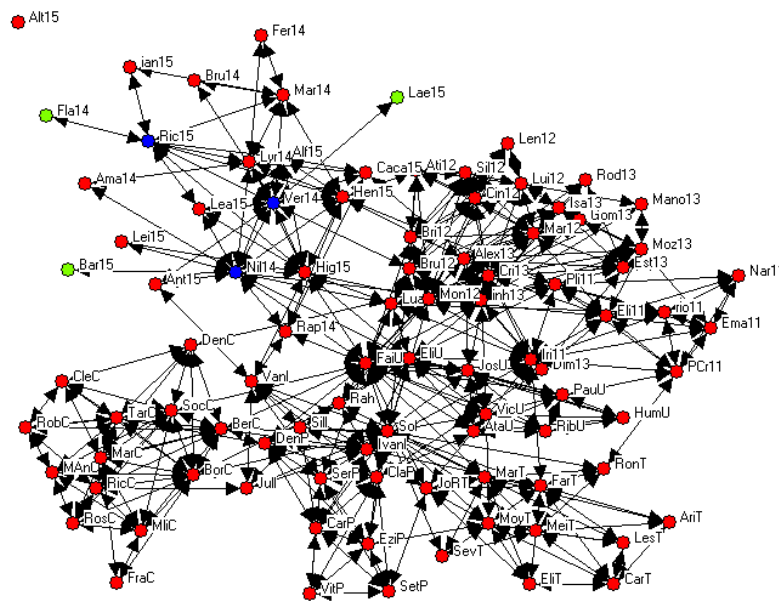 Alt15
Fer14
ian15
Bru14
Mar14
Lae15
Fla14
Ric15
Len12
Lyr14
Alf15
Caca15
Ati12
Sil12
Lui12
Rod13
Ama14
Hen15
Cin12
Isa13
Mano13
Lea15
Ver14
Gom13
Bri12
Mar12
Lei15
Moz13
Alex13
Est13
Bar15
Nil14
Hig15
Bru12
Cri13
Ant15
Pli11
Lua
Mon12
inh13
Eli11
rio11
Ema11
Rap14
DenC
FaiU
EliU
Iri11
Dim13
JosU
PCr11
CleC
VanI
PauU
Rah
SocC
TarC
VicU
HumU
RobC
BerC
SilI
Sol
AtaU
RibU
DenP
IvanI
MarC
MAnC
BorC
SerP
ClaP
MarT
RonT
RicC
JulI
JoRT
FarT
RosC
MliC
CarP
MoyT
MeiT
AriT
EziP
SevT
LesT
FraC
VitP
SetP
EliT
CarT